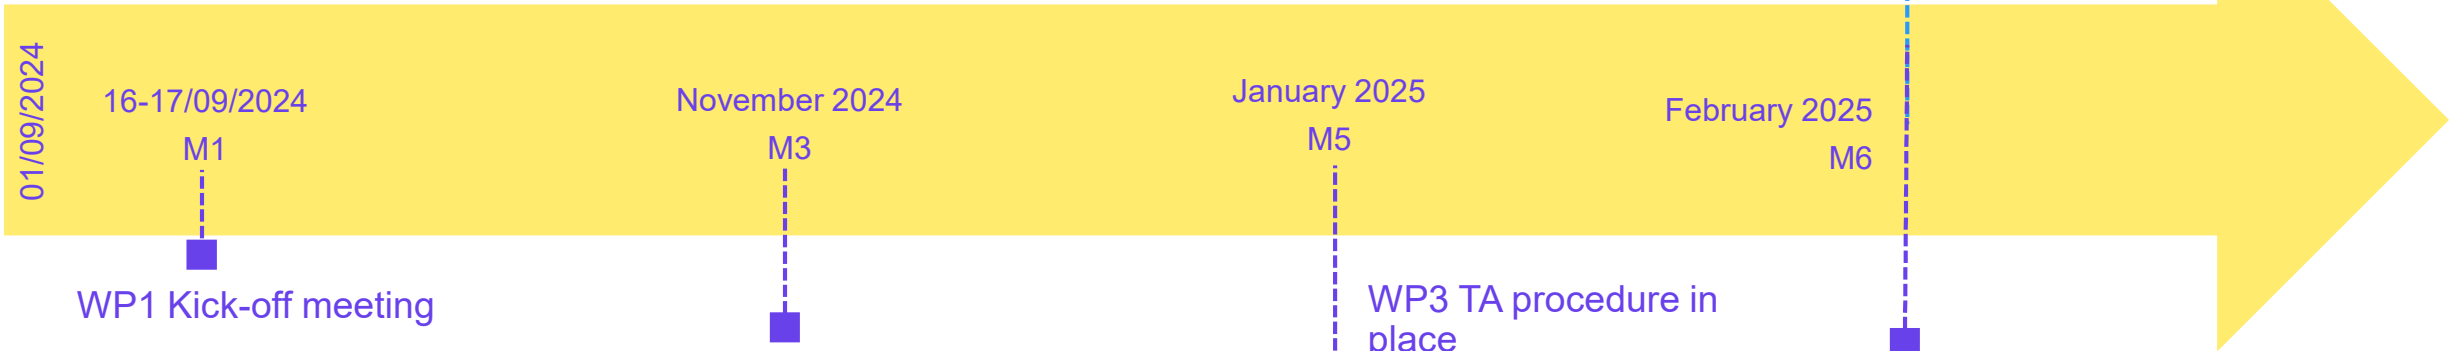 01/09/2024
16-17/09/2024
M1
November 2024
M3
January 2025
M5
February 2025
M6
WP1 Kick-off meeting
WP3 TA procedure in
place